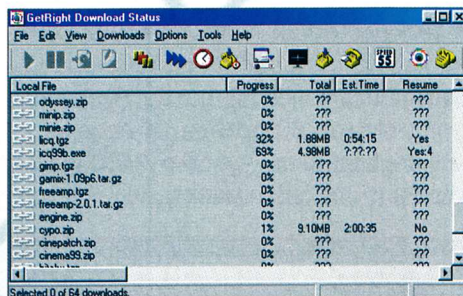 GetRight Download Status
File Edit View Downloads Options Tools Help
SPEED 55
Local File Progress Total Est.Time Resume
odyssey.zip 0% ??? ???
minip.zip 0% ??? ???
minie.zip 0% ??? ???
licq.tgz 32% 1.88MB 0:54:15 Yes
icq99b.exe 69% 4.98MB ?:??:?? Yes:4
gimp.tgz 0% ??? ???
gamix-1.09p6.tar.gz 0% ??? ???
freeamp.tgz 0% ??? ???
freeamp-2.0.1.tar.gz 0% ??? ???
engine.zip 0% ??? ???
cypo.zip 1% 9.10MB 2:00:35 No
cinepatch.zip 0% ??? ???
cinema99.zip 0% ??? ???
0% ??? ???
Selected 0 of 64 downloads.